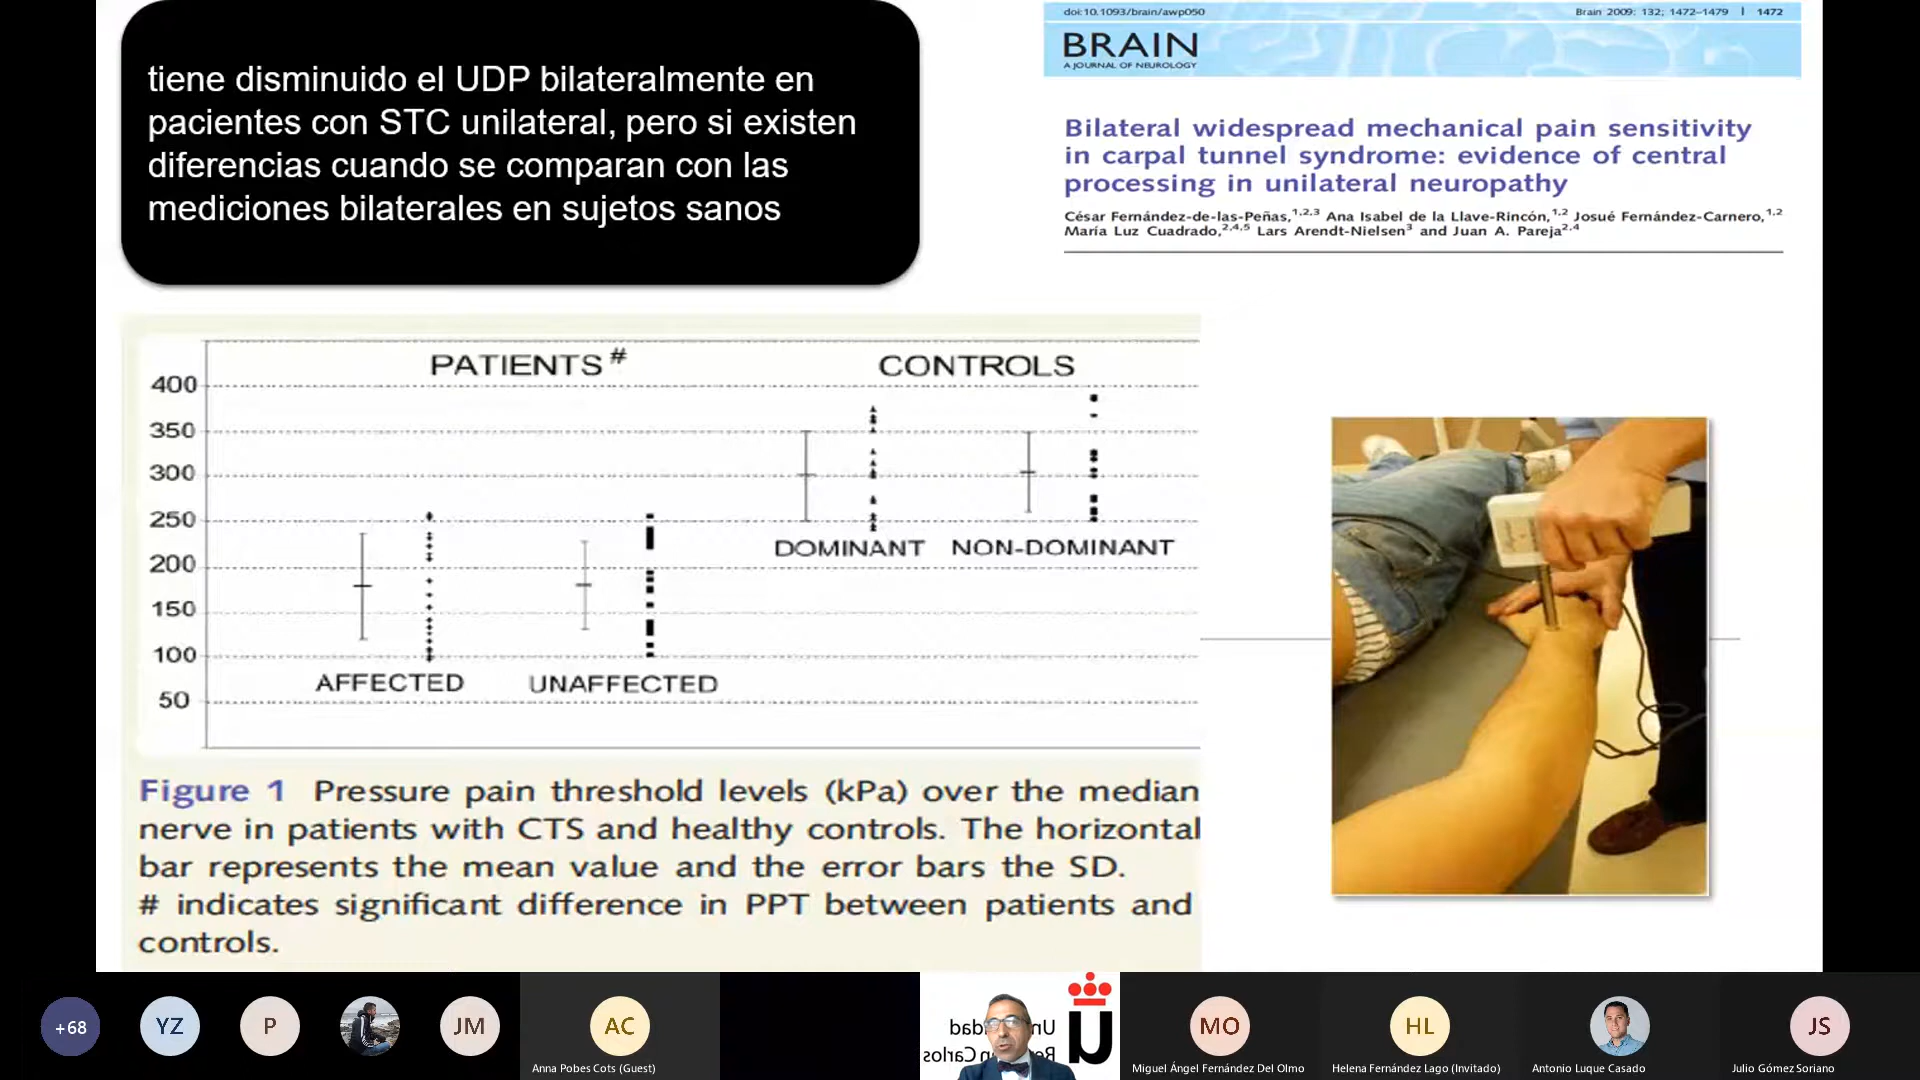 tiene disminuido el UDP bilateralmente en
pacientes con STC unilateral, pero si existen
diferencias cuando se comparan con las
mediciones bilaterales en sujetos sanos
doi:10.1093/brain/awp050
Brain 2009: 132; 1472–1479 | 1472
BRAIN
A JOURNAL OF NEUROLOGY
Bilateral widespread mechanical pain sensitivity
in carpal tunnel syndrome: evidence of central
processing in unilateral neuropathy
César Fernández-de-las-Peñas,1,2,3 Ana Isabel de la Llave-Rincón,1,2 Josué Fernández-Carnero,1,2
María Luz Cuadrado,2,4,5 Lars Arendt-Nielsen3 and Juan A. Pareja2,4
PATIENTS #
CONTROLS
400
350
300
250
200
150
100
50
DOMINANT
NON-DOMINANT
AFFECTED
UNAFFECTED
Figure 1 Pressure pain threshold levels (kPa) over the median
nerve in patients with CTS and healthy controls. The horizontal
bar represents the mean value and the error bars the SD.
# indicates significant difference in PPT between patients and
controls.
+68
YZ
P
JM
AC
Anna Pobes Cots (Guest)
MO
Miguel Ángel Fernández Del Olmo
HL
Helena Fernández Lago (Invitado)
Antonio Luque Casado
JS
Julio Gómez Soriano